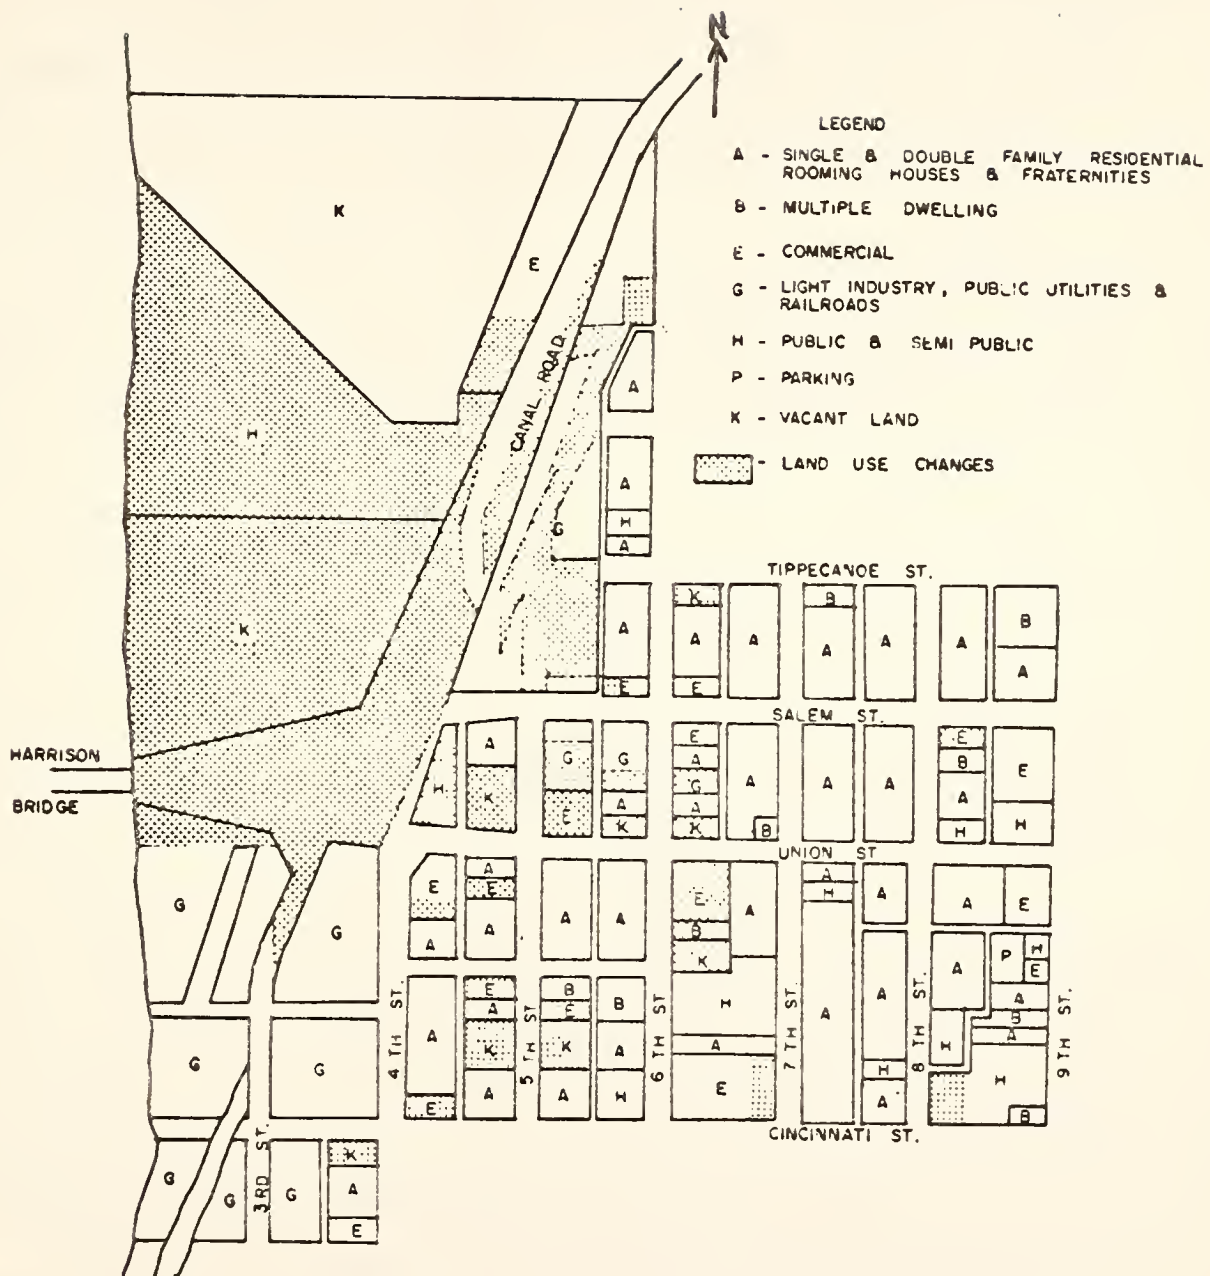 N
LEGEND
A - SINGLE & DOUBLE FAMILY RESIDENTIAL
ROOMING HOUSES & FRATERNITIES
B - MULTIPLE DWELLING
E - COMMERCIAL
G - LIGHT INDUSTRY, PUBLIC UTILITIES &
RAILROADS
H - PUBLIC & SEMI PUBLIC
P - PARKING
K - VACANT LAND
- LAND USE CHANGES
K
E
CANAL ROAD
A
H
A
G
H
A
TIPPECANOE ST.
K B
B
K A A A A A A
A
E E
SALEM ST.
HARRISON
BRIDGE
A G G E E
H A G B E
K A A A A
E A A H
K K B H
UNION ST
A A
E E E H A A E
G G A A A A B A
A K
A P H
E
E B B A
A A E H A A B
A
K K A A H H
A A H E H
E A B
4 TH ST.
5 TH ST
6 TH ST
7 TH ST.
8 TH ST.
9 TH ST.
CINCINNATI ST.
G G
K
G G G A
E
3 RD ST.